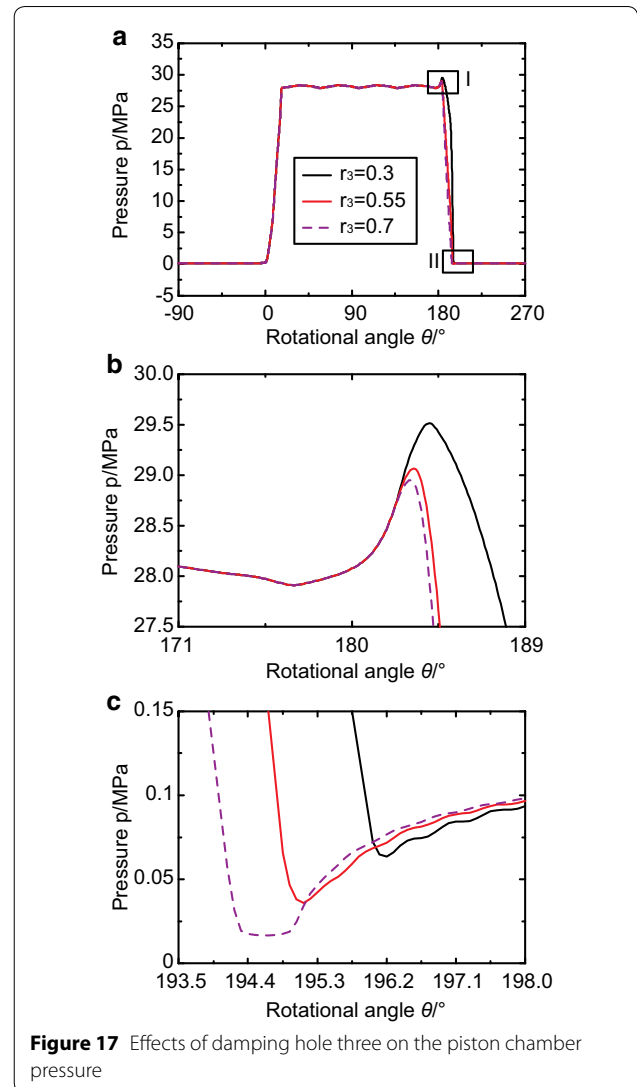 a
35
30
25
20
15
10
5
0
-5
Pressure p/MPa
I
II
r₃=0.3
r₃=0.55
r₃=0.7
-90 0 90 180 270
Rotational angle θ/°
b
30.0
29.5
29.0
28.5
28.0
27.5
Pressure p/MPa
171 180 189
Rotational angle θ/°
c
0.15
0.1
0.05
0
Pressure p/MPa
193.5 194.4 195.3 196.2 197.1 198.0
Rotational angle θ/°
Figure 17 Effects of damping hole three on the piston chamber
pressure